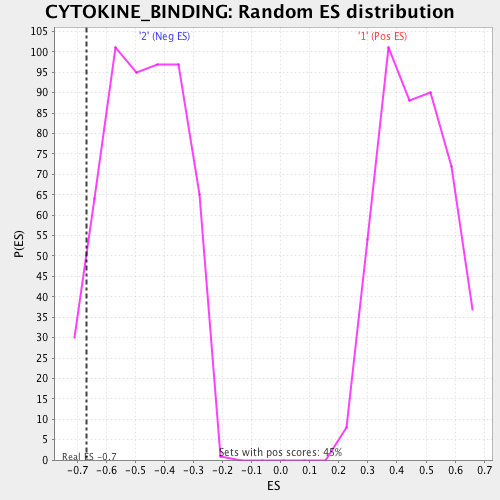 CYTOKINE_BINDING: Random ES distribution
'2' (Neg ES)
'1' (Pos ES)
105
100
95
90
85
80
75
70
65
60
55
50
45
40
35
30
25
20
15
10
5
0
P(ES)
Real ES -0.7
Sets with pos scores: 45%
-0.7 -0.6 -0.5 -0.4 -0.3 -0.2 -0.1 0.0 0.1 0.2 0.3 0.4 0.5 0.6 0.7
ES